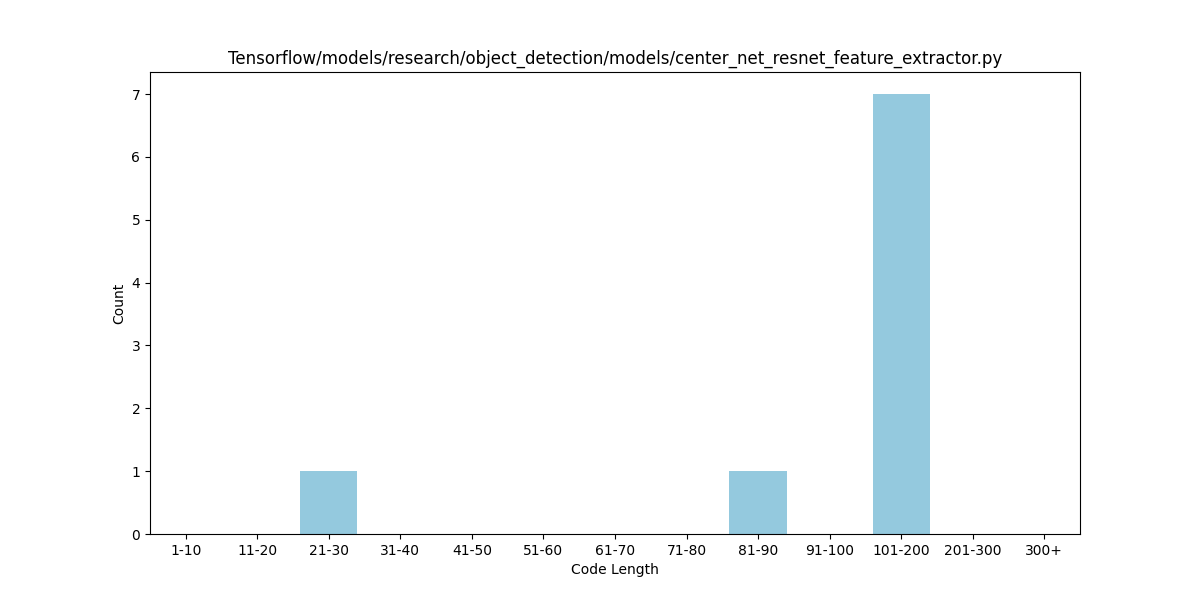 Tensorflow/models/research/object_detection/models/center_net_resnet_feature_extractor.py
Count
7
6
5
4
3
2
1
0
1-10 11-20 21-30 31-40 41-50 51-60 61-70 71-80 81-90 91-100 101-200 201-300 300+
Code Length